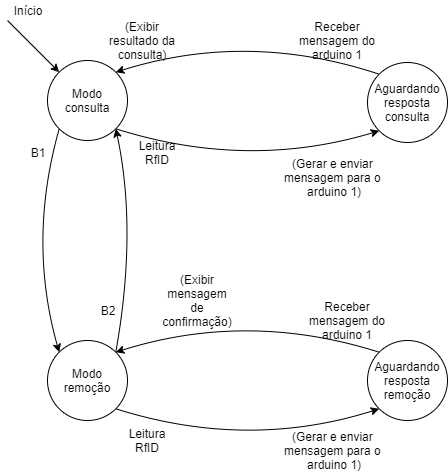 Início
(Exibir
resultado da
consulta)
Receber
mensagem do
arduino 1
Modo
consulta
Aguardando
resposta
consulta
Leitura
RfID
(Gerar e enviar
mensagem para o
arduino 1)
B1
B2
(Exibir
mensagem
de
confirmação)
Receber
mensagem do
arduino 1
Modo
remoção
Aguardando
resposta
remoção
Leitura
RfID
(Gerar e enviar
mensagem para o
arduino 1)